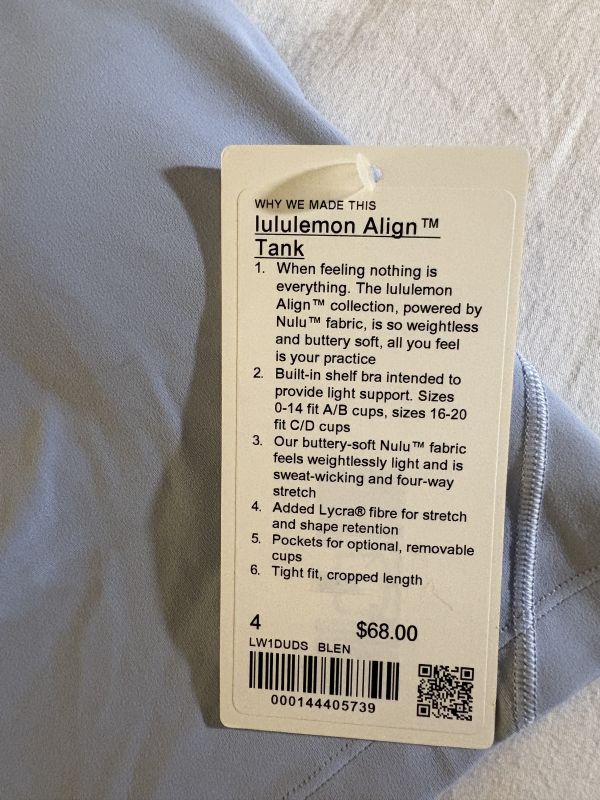 WHY WE MADE THIS
lululemon Align™
Tank
1. When feeling nothing is
everything. The lululemon
Align™ collection, powered by
Nulu™ fabric, is so weightless
and buttery soft, all you feel
is your practice
2. Built-in shelf bra intended to
provide light support. Sizes
0-14 fit A/B cups, sizes 16-20
fit C/D cups
3. Our buttery-soft Nulu™ fabric
feels weightlessly light and is
sweat-wicking and four-way
stretch
4. Added Lycra® fibre for stretch
and shape retention
5. Pockets for optional, removable
cups
6. Tight fit, cropped length
4 $68.00
LW1DUDS BLEN
000144405739